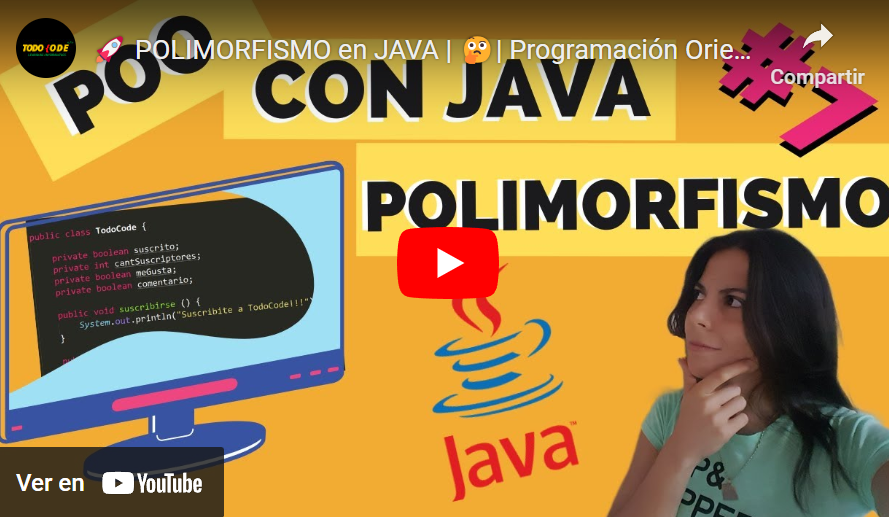 TODO CODE
🚀 POLIMORFISMO en JAVA | 🤔 | Programación Orie...
Compartir
POO
CON JAVA
#7
POLIMORFISMO
public class TodoCode {
private boolean suscrito;
private int cantSuscriptores;
private boolean meGusta;
private boolean comentario;
public void suscribirse () {
System.out.println("Suscribite a TodoCode!!!")
}
Java™
Ver en YouTube